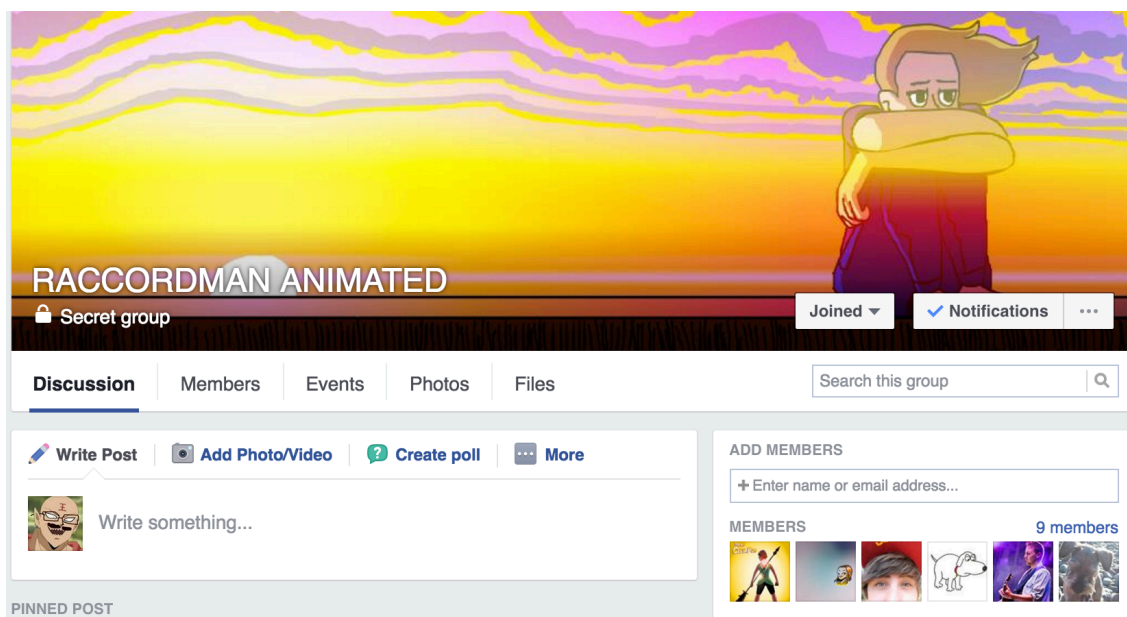 RACCORDMAN ANIMATED
Secret group
Joined
Notifications
Discussion
Members
Events
Photos
Files
Search this group
Write Post
Add Photo/Video
Create poll
More
Write something...
ADD MEMBERS
+ Enter name or email address...
MEMBERS
9 members
PINNED POST
王